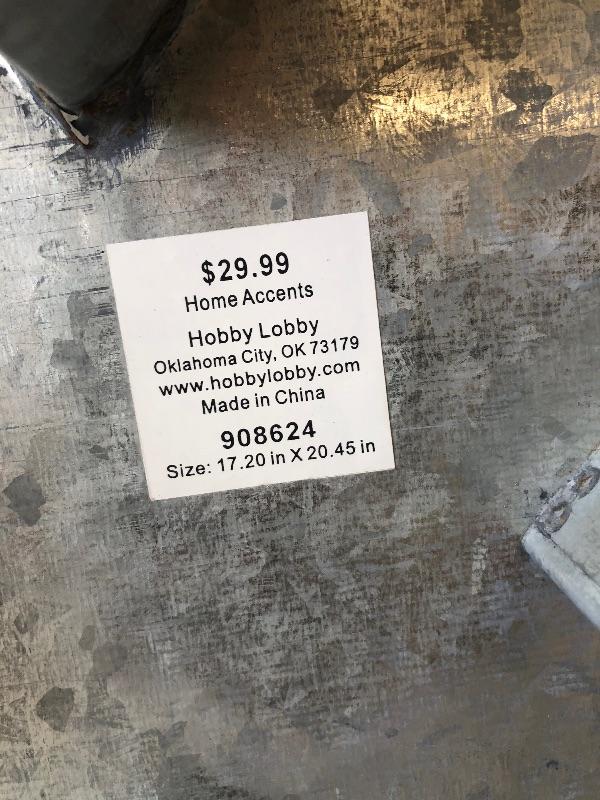 $29.99
Home Accents
Hobby Lobby
Oklahoma City, OK 73179
www.hobbylobby.com
Made in China
908624
Size: 17.20 in X 20.45 in